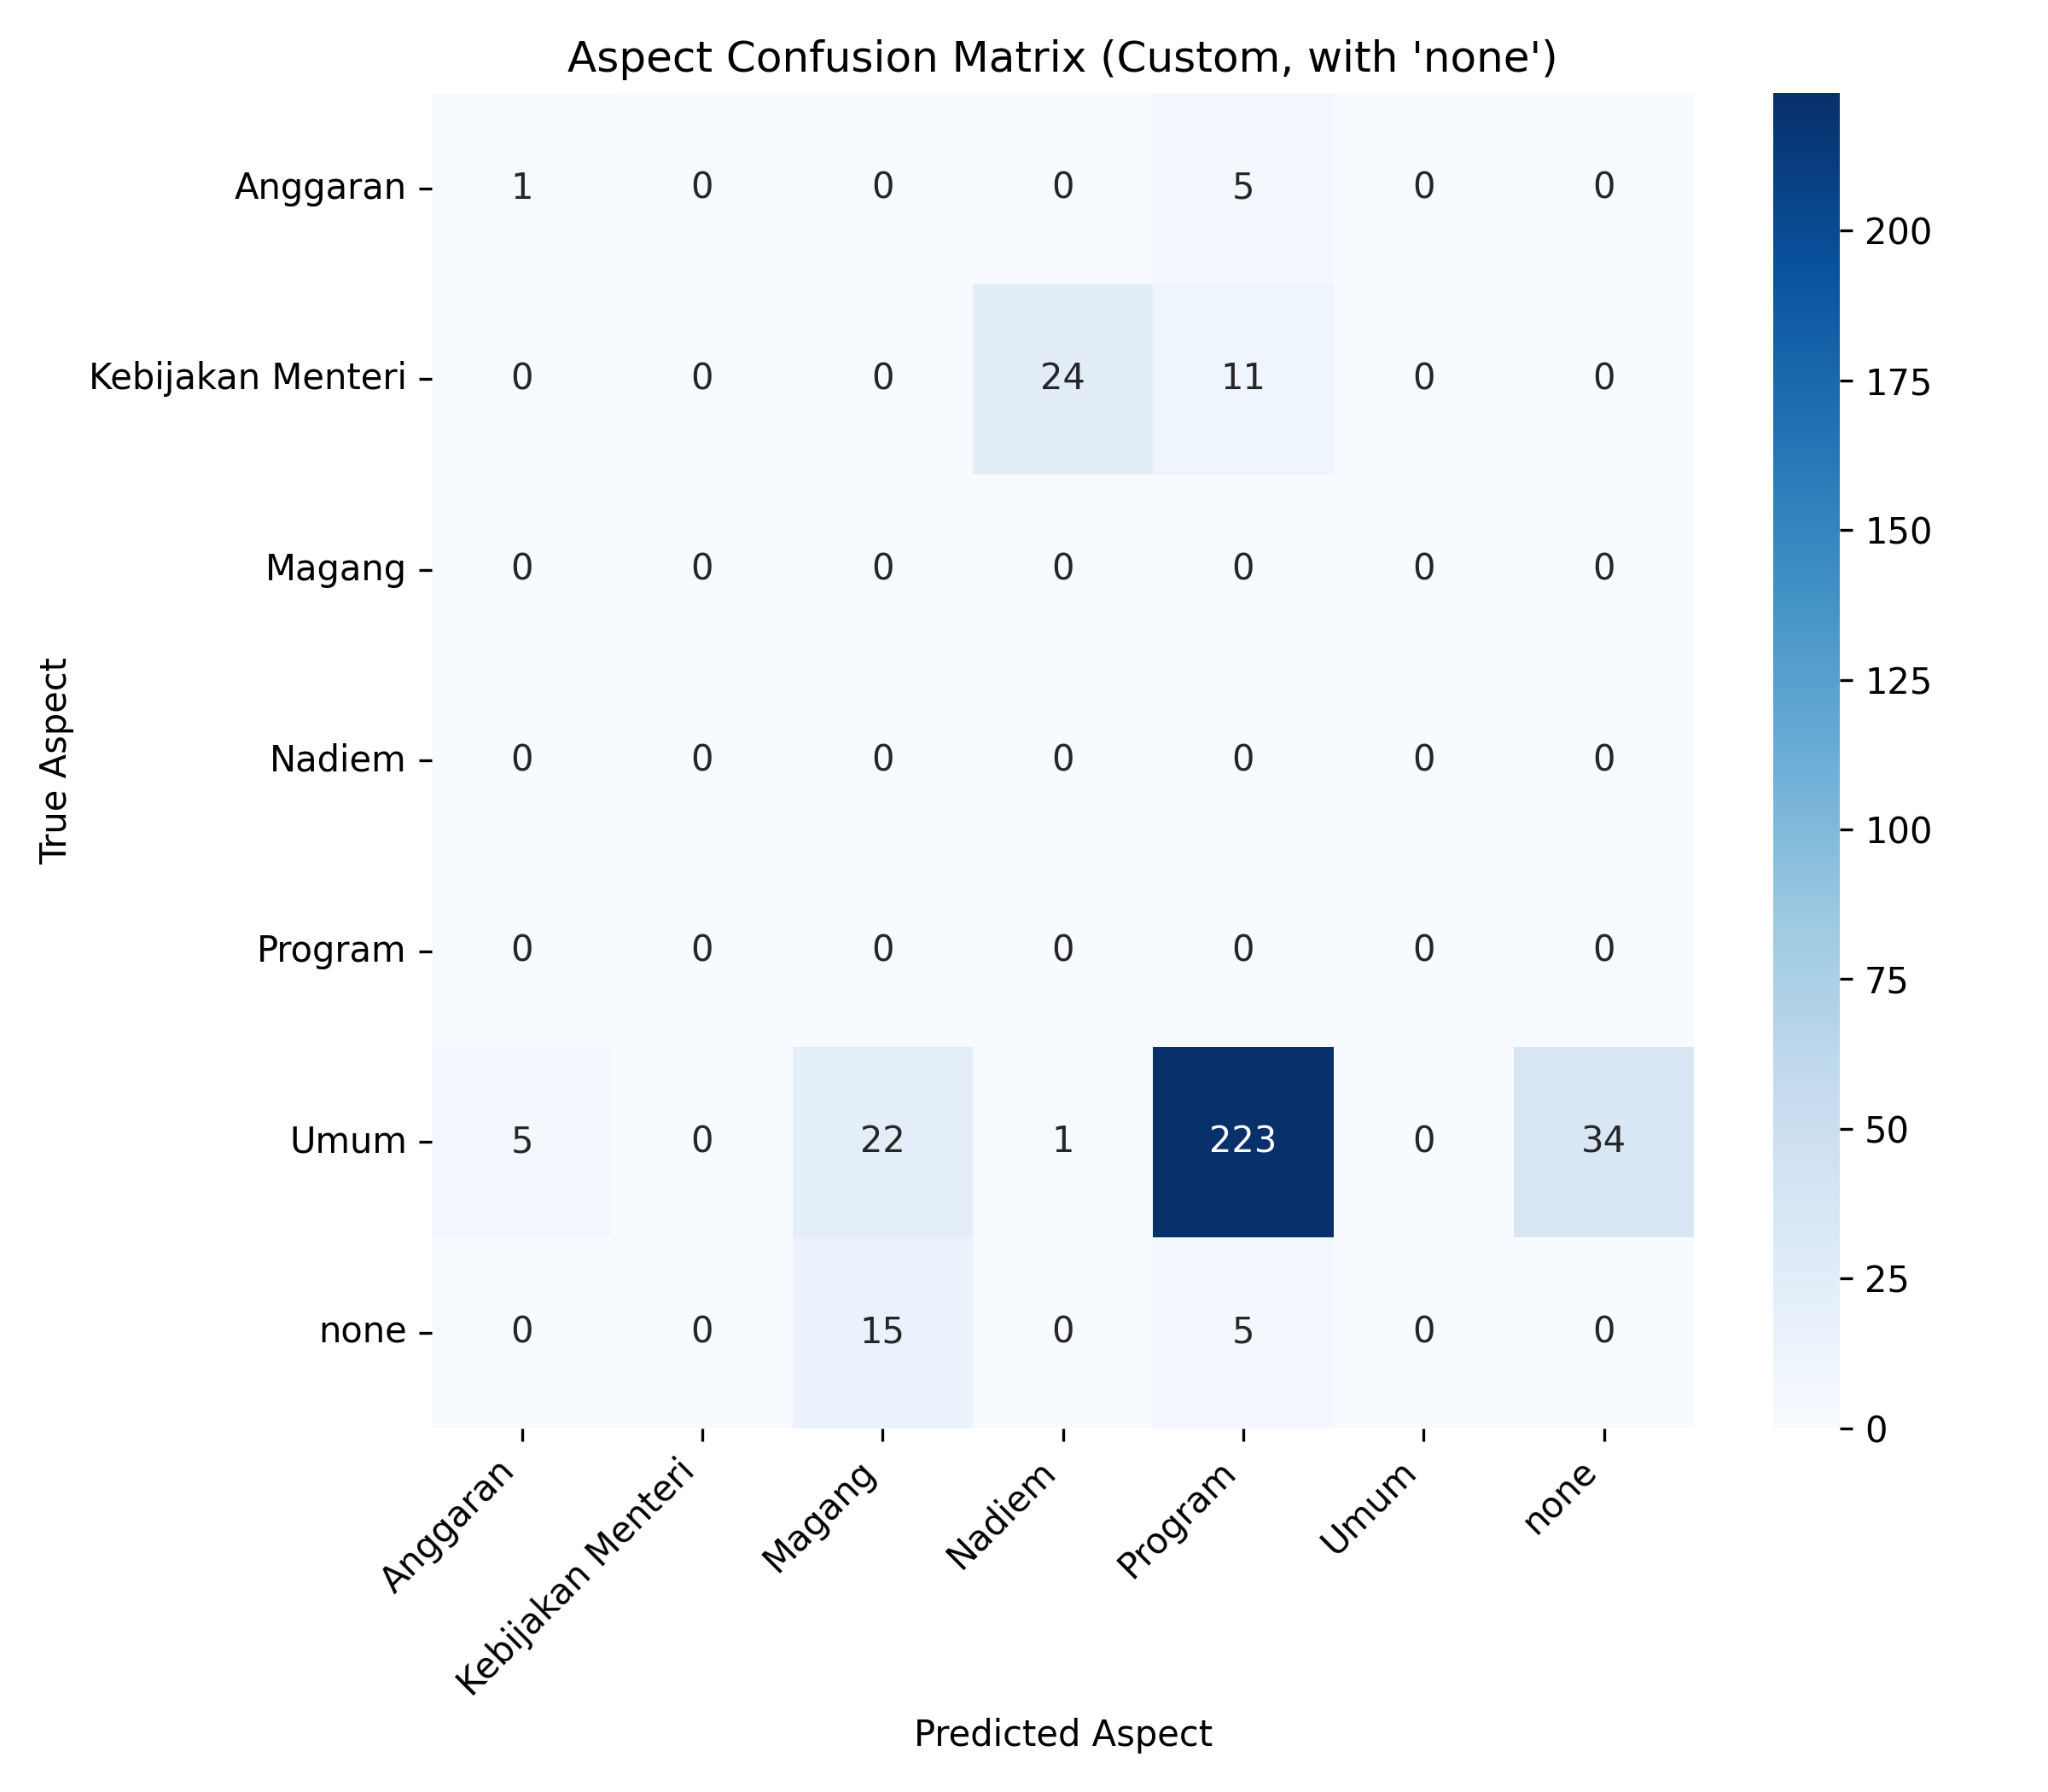 Aspect Confusion Matrix (Custom, with 'none')
True Aspect
Anggaran 1 0 0 0 5 0 0
Kebijakan Menteri 0 0 0 24 11 0 0
Magang 0 0 0 0 0 0 0
Nadiem 0 0 0 0 0 0 0
Program 0 0 0 0 0 0 0
Umum 5 0 22 1 223 0 34
none 0 0 15 0 5 0 0
Anggaran Kebijakan Menteri Magang Nadiem Program Umum none
Predicted Aspect
200
175
150
125
100
75
50
25
0